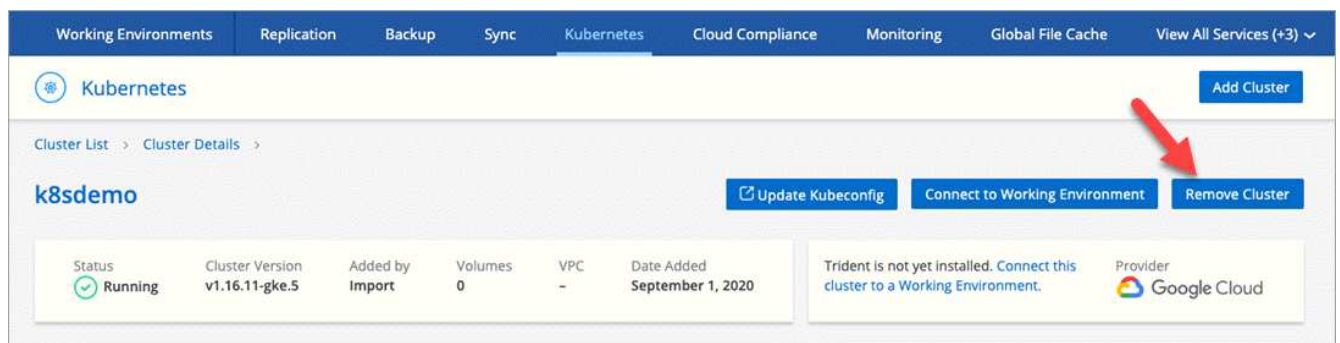 Working Environments Replication Backup Sync Kubernetes Cloud Compliance Monitoring Global File Cache View All Services (+3)
Kubernetes
Add Cluster
Cluster List > Cluster Details >
k8sdemo
Update Kubeconfig
Connect to Working Environment
Remove Cluster
Status Cluster Version Added by Volumes VPC Date Added
Running v1.16.11-gke.5 Import 0 – September 1, 2020
Trident is not yet installed. Connect this
cluster to a Working Environment.
Provider
Google Cloud